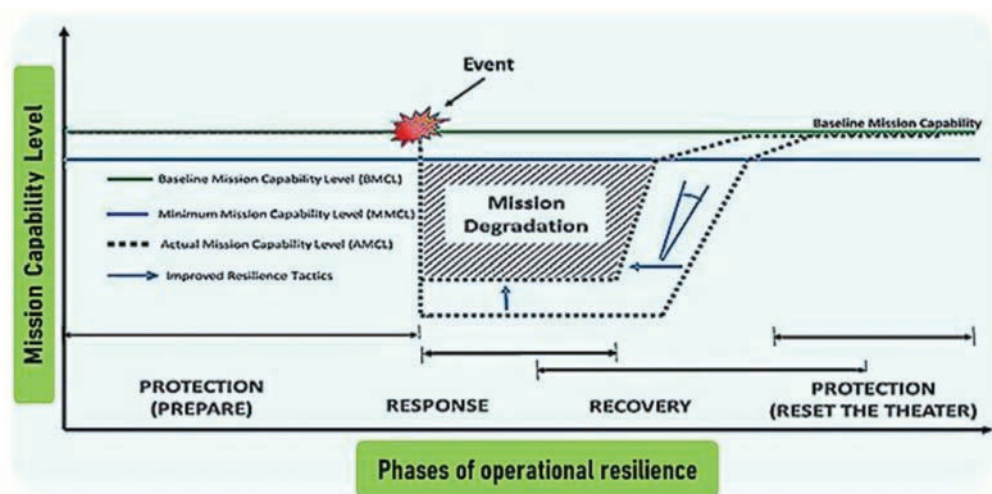 Mission Capability Level
Event
Baseline Mission Capability
Baseline Mission Capability Level (BMCL)
Minimum Mission Capability Level (MMCL)
Actual Mission Capability Level (AMCL)
Improved Resilience Tactics
Mission
Degradation
PROTECTION
(PREPARE)
RESPONSE
RECOVERY
PROTECTION
(RESET THE THEATER)
Phases of operational resilience